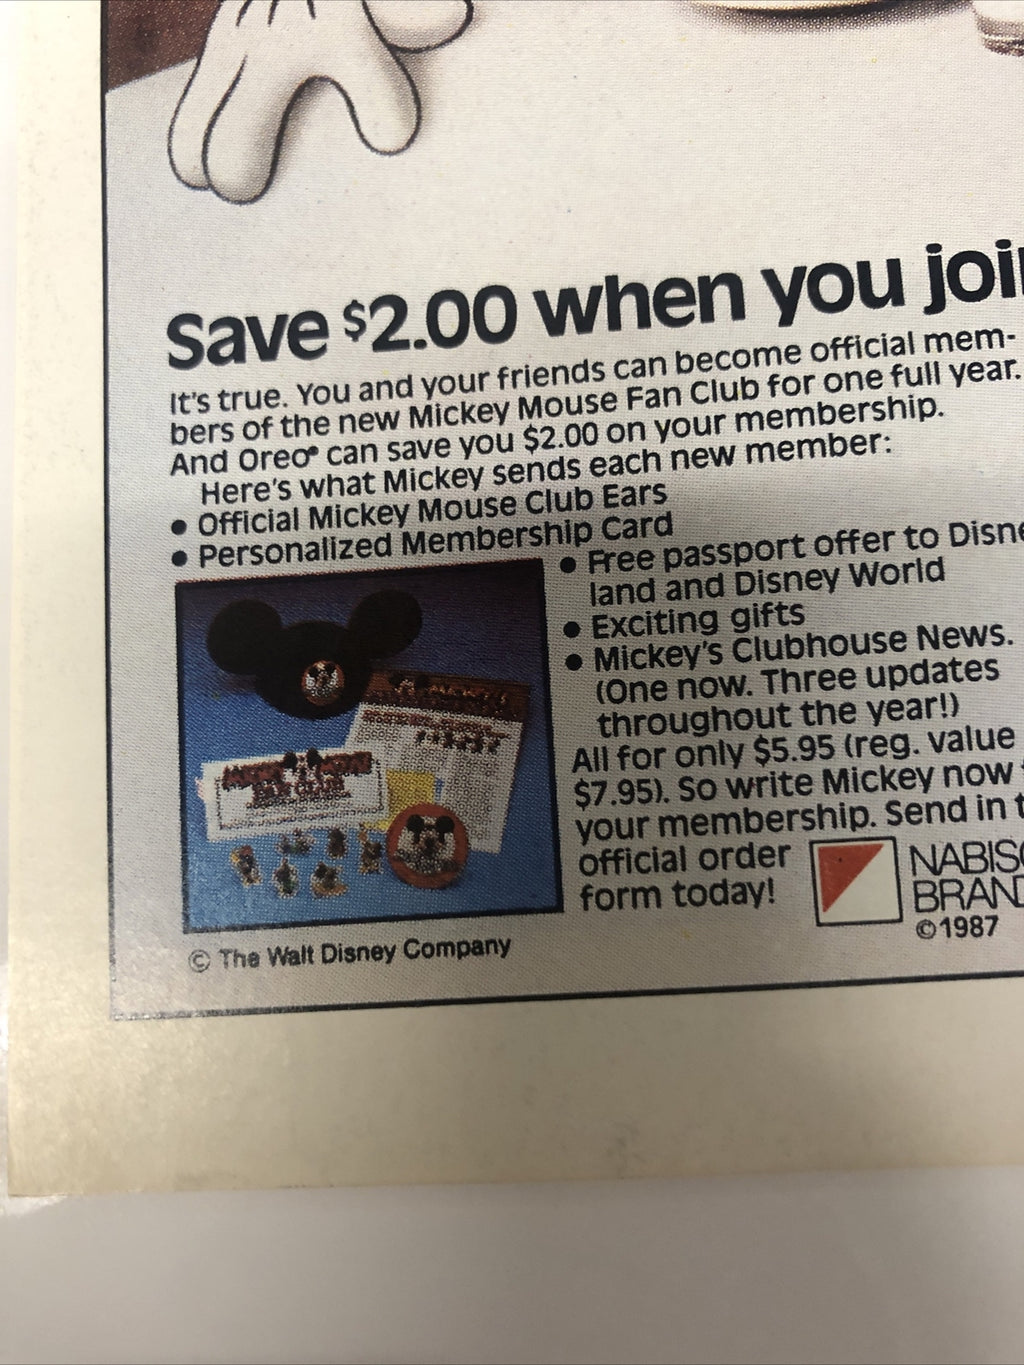 Save $2.00 when you joi
It's true. You and your friends can become official mem-
bers of the new Mickey Mouse Fan Club for one full year.
And Oreo® can save you $2.00 on your membership.
Here's what Mickey sends each new member:
• Official Mickey Mouse Club Ears
• Personalized Membership Card
• Free passport offer to Disne
land and Disney World
• Exciting gifts
• Mickey's Clubhouse News.
(One now. Three updates
throughout the year!)
All for only $5.95 (reg. value
$7.95). So write Mickey now
your membership. Send in t
official order
form today!
NABISC
BRAND
©1987
© The Walt Disney Company